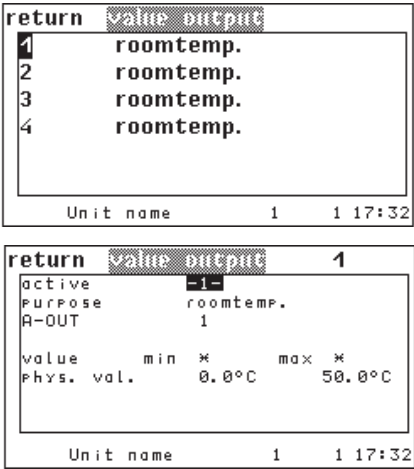 return value output
1 roomtemp.
2 roomtemp.
3 roomtemp.
4 roomtemp.
Unit name 1 1 17:32
return value output 1
active -1-
purpose roomtemp.
A-OUT 1
value min * max *
phys. val. 0.0°C 50.0°C
Unit name 1 1 17:32